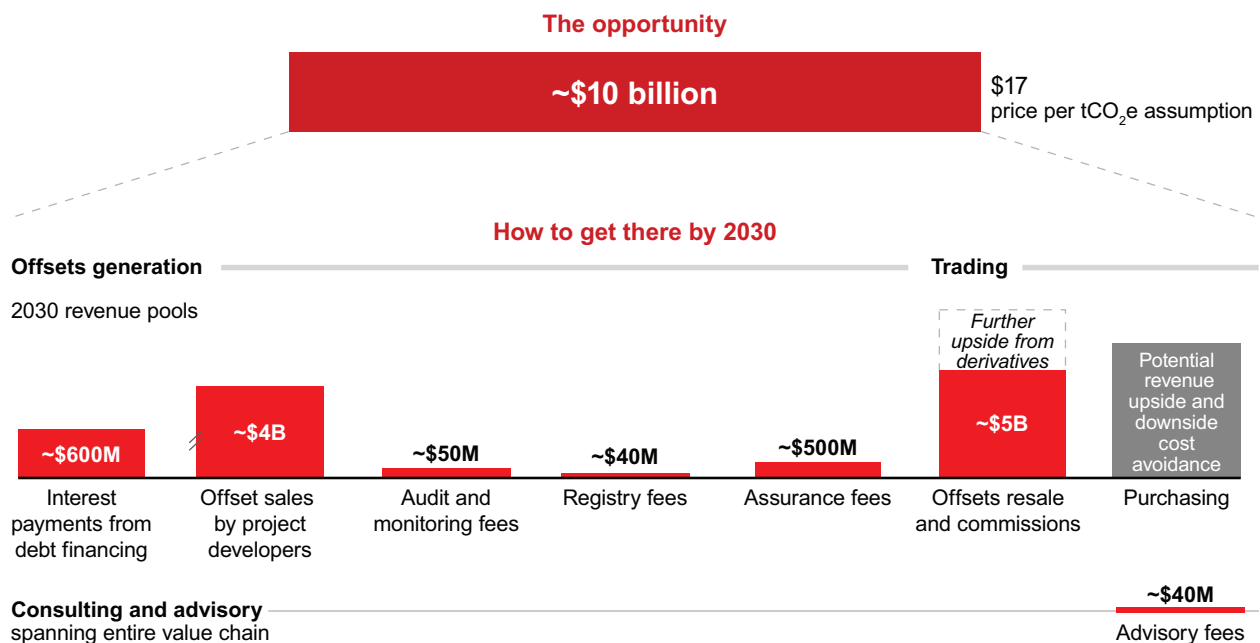 The opportunity
~$10 billion
$17
price per tCO₂e assumption
How to get there by 2030
Offsets generation
Trading
2030 revenue pools
~$600M
~$4B
~$50M
~$40M
~$500M
Further
upside from
derivatives
~$5B
Potential
revenue
upside and
downside
cost
avoidance
Interest
payments from
debt financing
Offset sales
by project
developers
Audit and
monitoring fees
Registry fees
Assurance fees
Offsets resale
and commissions
Purchasing
Consulting and advisory
spanning entire value chain
~$40M
Advisory fees